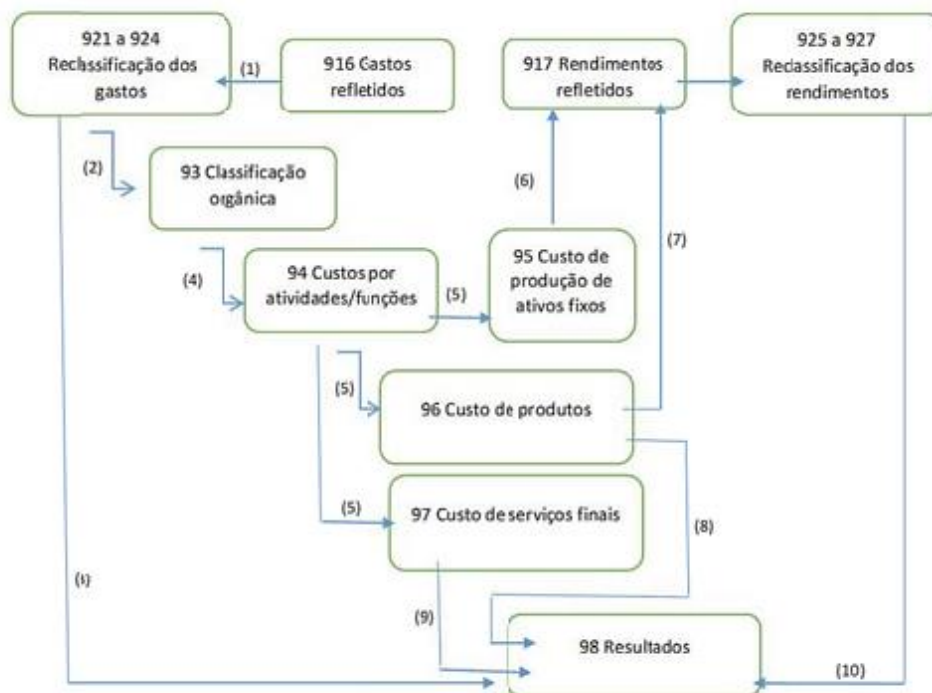 921 a 924
Reclassificação dos
gastos
(1)
916 Gastos
refletidos
917 Rendimentos
refletidos
925 a 927
Reclassificação dos
rendimentos
(2)
93 Classificação
orgânica
(6)
(7)
(4)
94 Custos por
atividades/funções
(5)
95 Custo de
produção de
ativos fixos
(5)
96 Custo de produtos
(5)
97 Custo de serviços finais
(8)
(9)
98 Resultados
(10)